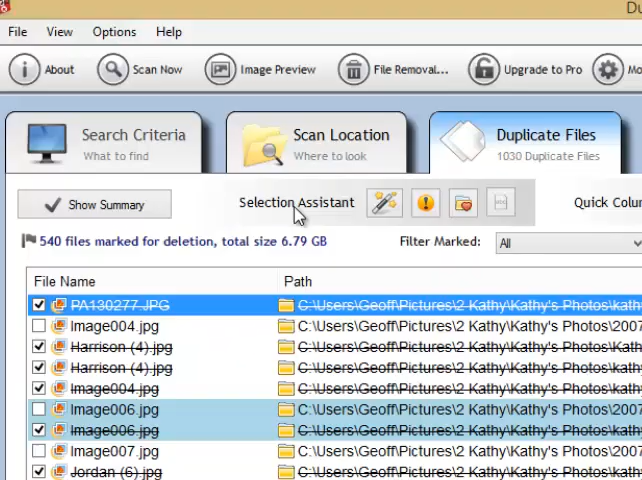 Du
File View Options Help
About Scan Now Image Preview File Removal... Upgrade to Pro Mo
Search Criteria
What to find
Scan Location
Where to look
Duplicate Files
1030 Duplicate Files
Show Summary
Selection Assistant
Quick Colu
540 files marked for deletion, total size 6.79 GB
Filter Marked: All
File Name Path
PA130277.JPG C:\Users\Geoff\Pictures\2 Kathy\Kathy's Photos\kath
Image004.jpg C:\Users\Geoff\Pictures\2 Kathy\Kathy's Photos\2007
Harrison (4).jpg C:\Users\Geoff\Pictures\2 Kathy\Kathy's Photos\kath
Harrison (4).jpg C:\Users\Geoff\Pictures\2 Kathy\Kathy's Photos\kath
Image004.jpg C:\Users\Geoff\Pictures\2 Kathy\Kathy's Photos\kath
Image006.jpg C:\Users\Geoff\Pictures\2 Kathy\Kathy's Photos\2007
Image006.jpg C:\Users\Geoff\Pictures\2 Kathy\Kathy's Photos\kath
Image007.jpg C:\Users\Geoff\Pictures\2 Kathy\Kathy's Photos\2007
Jordan (6).jpg C:\Users\Geoff\Pictures\2 Kathy\Kathy's Photos\kath